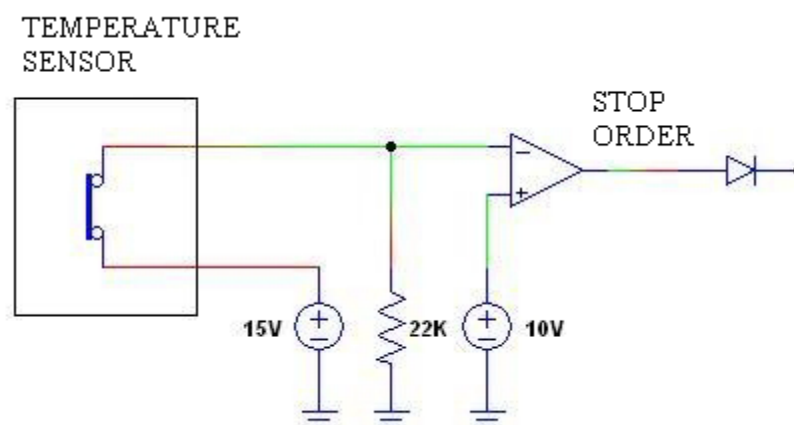 TEMPERATURE
SENSOR
STOP
ORDER
15V
22K
10V